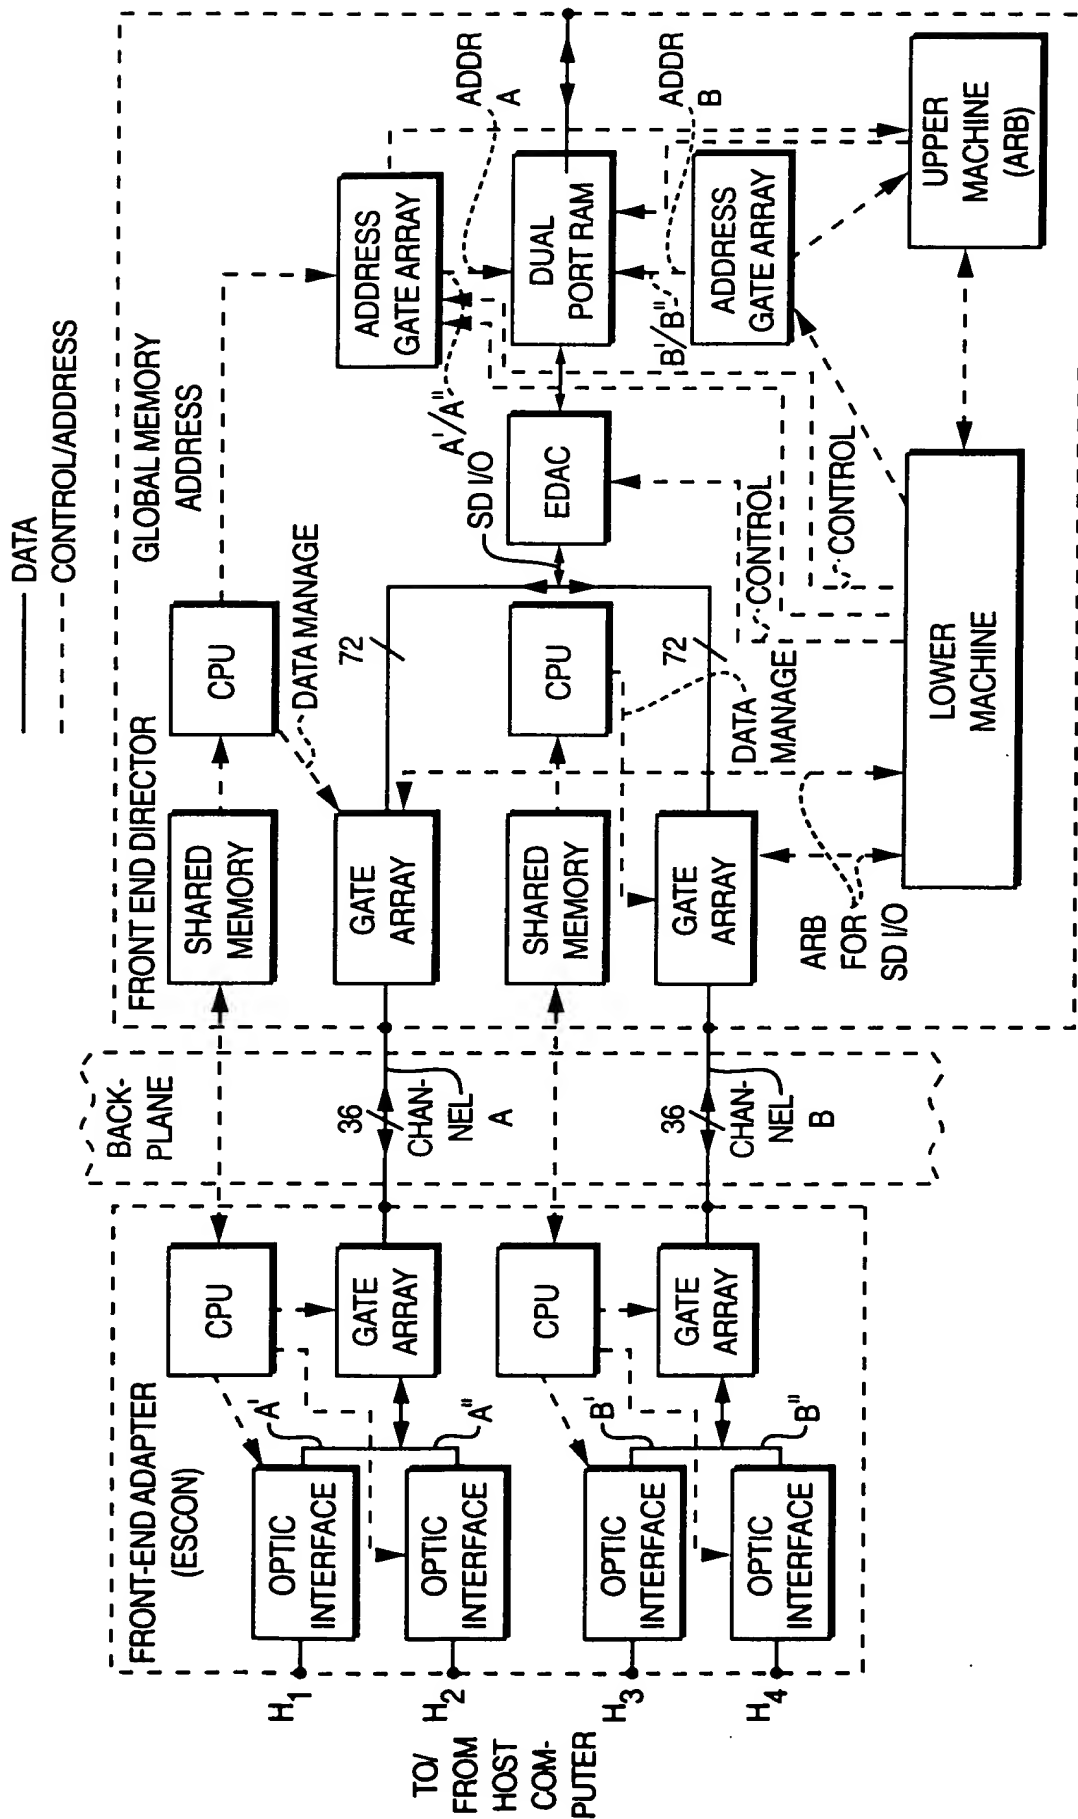 DATA
CONTROL/ADDRESS
FRONT-END ADAPTER
(ESCON)
BACK-
PLANE
FRONT END DIRECTOR
GLOBAL MEMORY
ADDRESS
CPU
SHARED
MEMORY
CPU
ADDRESS
GATE ARRAY
TO/
FROM
HOST
COM-
PUTER
H1
H2
H3
H4
OPTIC
INTERFACE
OPTIC
INTERFACE
OPTIC
INTERFACE
OPTIC
INTERFACE
A'
A"
B'
B"
GATE
ARRAY
36
CHAN-
NEL
A
GATE
ARRAY
DATA MANAGE
72
A'/A"
SD I/O
ADDR
A
CPU
SHARED
MEMORY
CPU
EDAC
DUAL
PORT RAM
GATE
ARRAY
36
CHAN-
NEL
B
GATE
ARRAY
72
DATA
MANAGE
B'/B"
ADDR
B
ADDRESS
GATE ARRAY
CONTROL
CONTROL
ARB
FOR
SD I/O
LOWER
MACHINE
UPPER
MACHINE
(ARB)